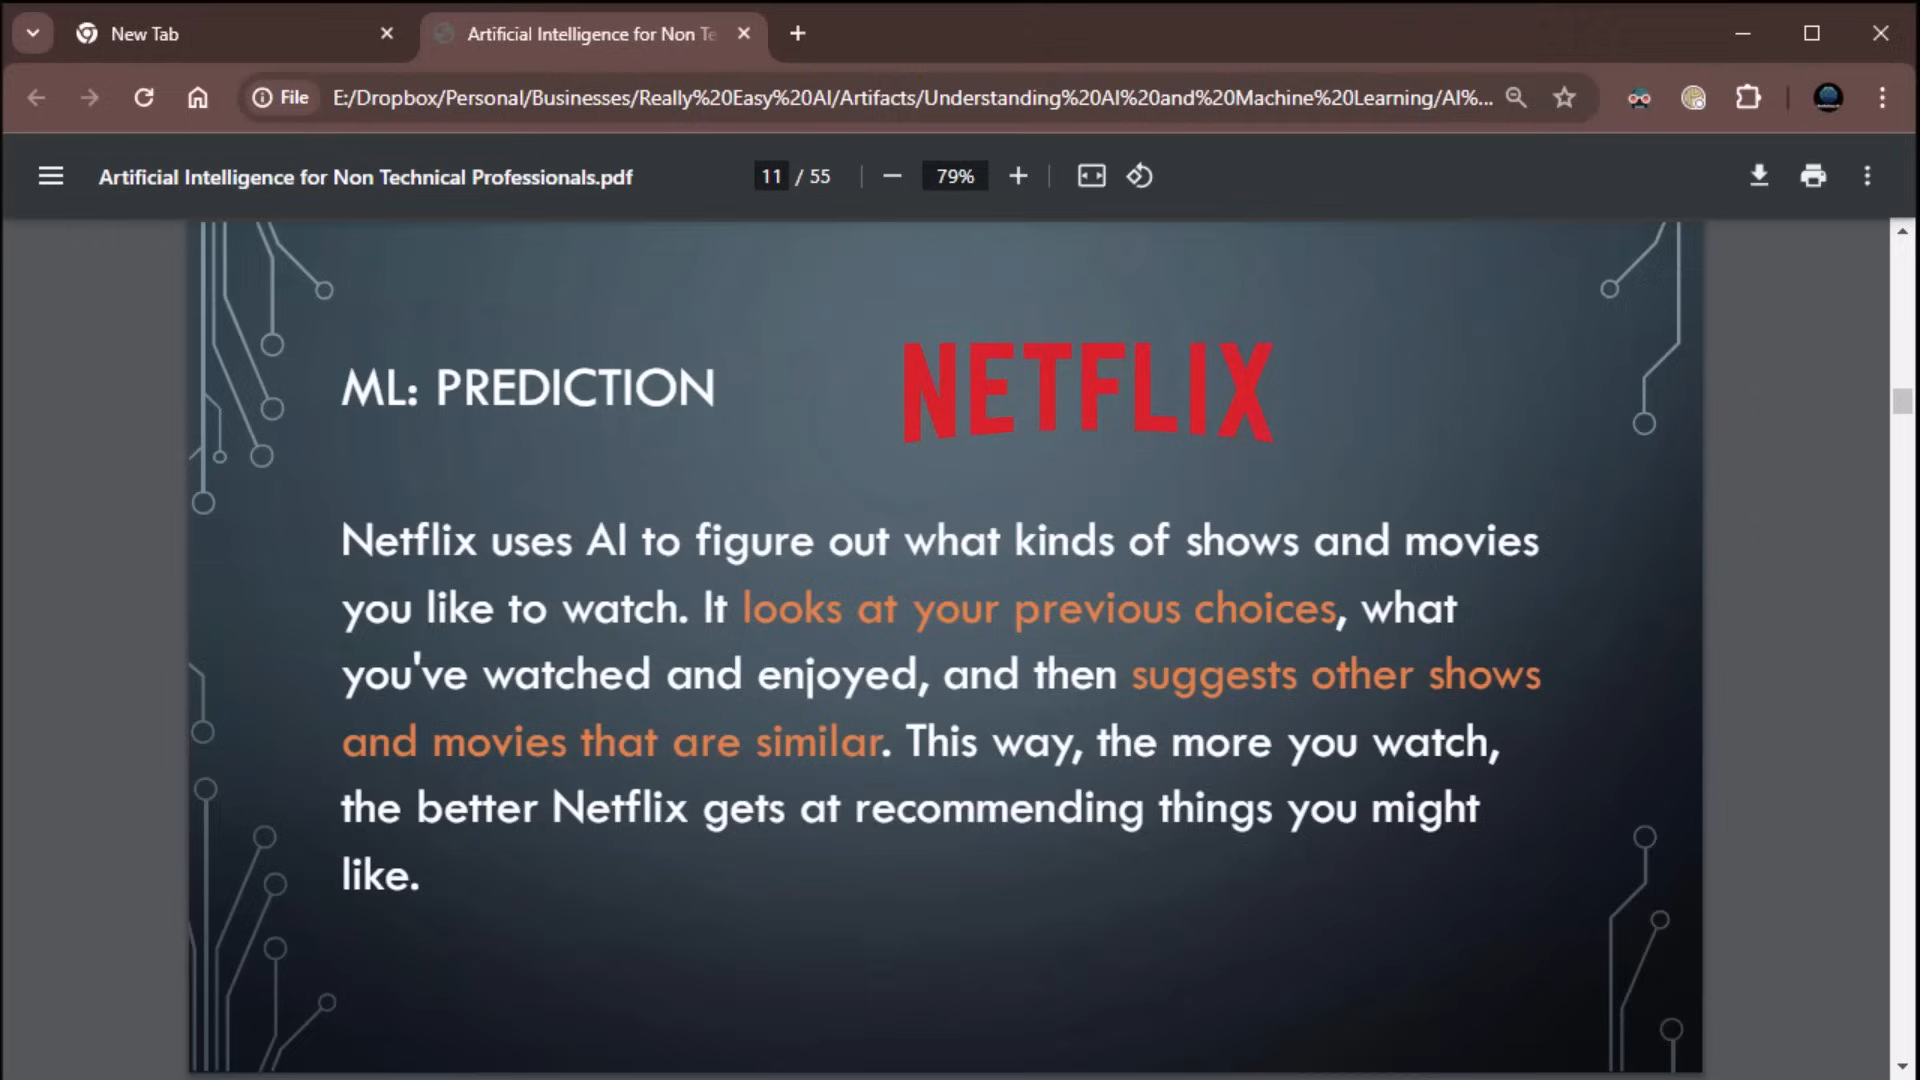 New Tab
Artificial Intelligence for Non Te
File
E:/Dropbox/Personal/Businesses/Really%20Easy%20AI/Artifacts/Understanding%20AI%20and%20Machine%20Learning/AI%...
Artificial Intelligence for Non Technical Professionals.pdf
11 / 55
79%
ML: PREDICTION
NETFLIX
Netflix uses AI to figure out what kinds of shows and movies
you like to watch. It looks at your previous choices, what
you've watched and enjoyed, and then suggests other shows
and movies that are similar. This way, the more you watch,
the better Netflix gets at recommending things you might
like.